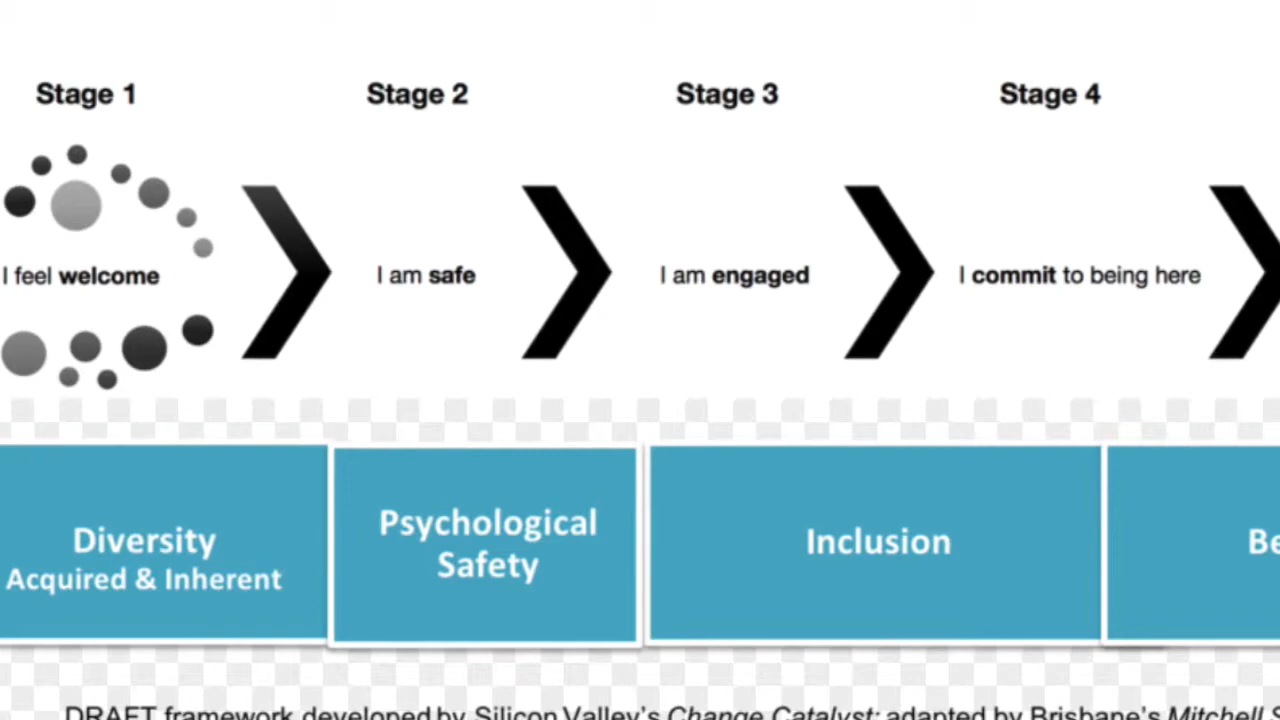 Stage 1 Stage 2 Stage 3 Stage 4
I feel welcome I am safe I am engaged I commit to being here
Diversity
Acquired & Inherent
Psychological
Safety
Inclusion
DRAFT framework developed by Silicon Valley's Change Catalyst; adapted by Brisbane's Mitchell